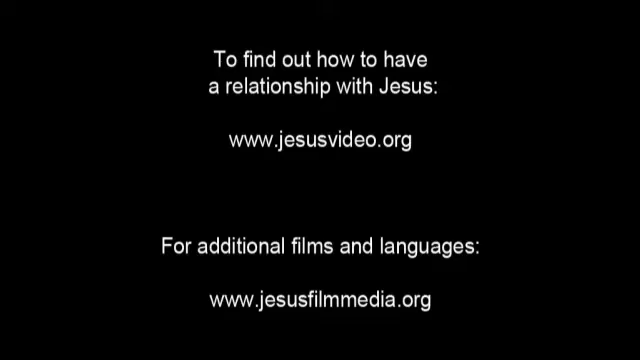 To find out how to have
a relationship with Jesus:
www.jesusvideo.org
For additional films and languages:
www.jesusfilmmedia.org